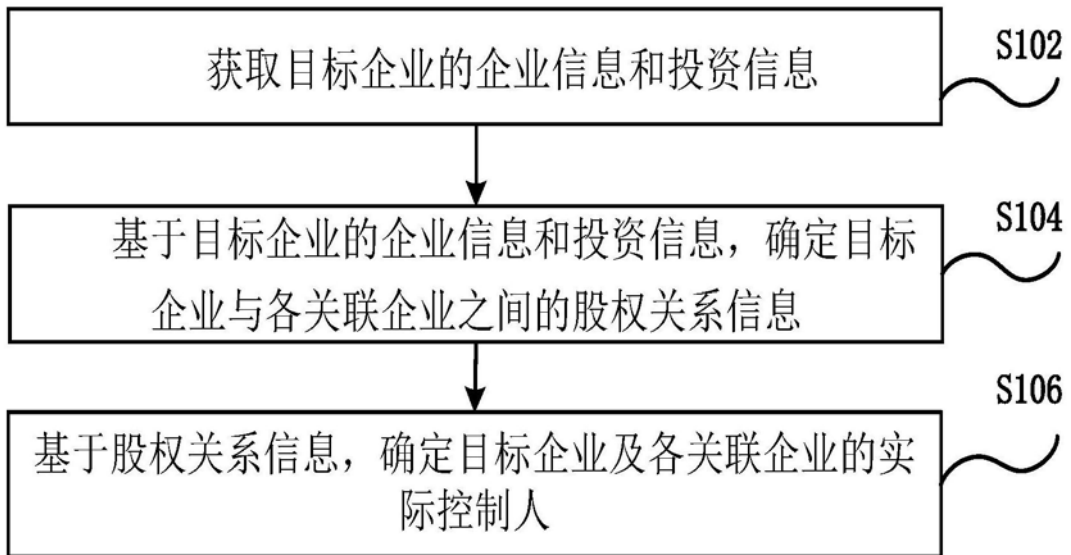 获取目标企业的企业信息和投资信息
S102
基于目标企业的企业信息和投资信息，确定目标
企业与各关联企业之间的股权关系信息
S104
基于股权关系信息，确定目标企业及各关联企业的实
际控制人
S106